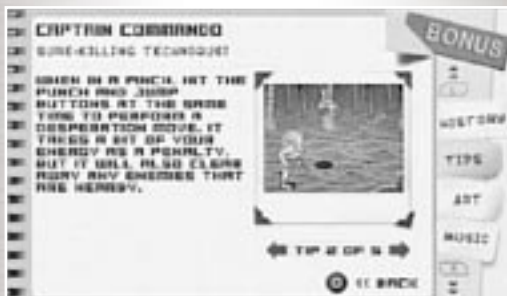 CAPTAIN COMMANDO
SURE-KILLING TECHNIQUE!
WHEN IN A PINCH, HIT THE
PUNCH AND JUMP
BUTTONS AT THE SAME
TIME TO PERFORM A
DESPERATION MOVE. IT
TAKES A BIT OF YOUR
ENERGY AS A PENALTY,
BUT IT WILL ALSO CLEAR
AWAY ANY ENEMIES THAT
ARE NEARBY.
TIP 2 OF 5
<< BACK
BONUS
L
HISTORY
TIPS
ART
MUSIC
R